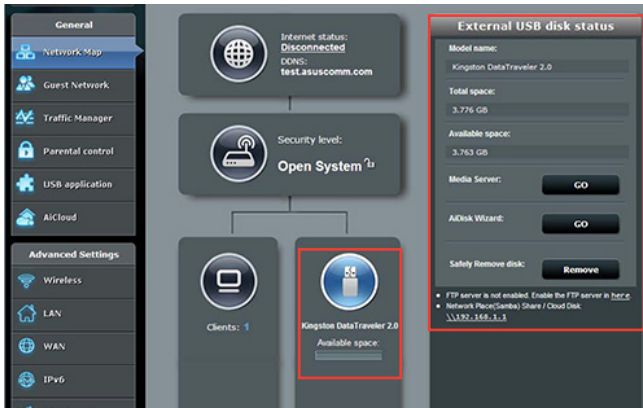 General
Network Map
Guest Network
Traffic Manager
Parental control
USB application
AiCloud
Advanced Settings
Wireless
LAN
WAN
IPv6
Internet status:
Disconnected
DDNS:
test.asuscomm.com
Security level:
Open System
Clients: 1
Kingston DataTraveler 2.0
Available space:
External USB disk status
Model name:
Kingston DataTraveler 2.0
Total space:
3.776 GB
Available space:
3.763 GB
Media Server:
GO
AiDisk Wizard:
GO
Safely Remove disk:
Remove
FTP server is not enabled. Enable the FTP server in here
Network Place(Samba) Share / Cloud Disk:
\\192.168.1.1